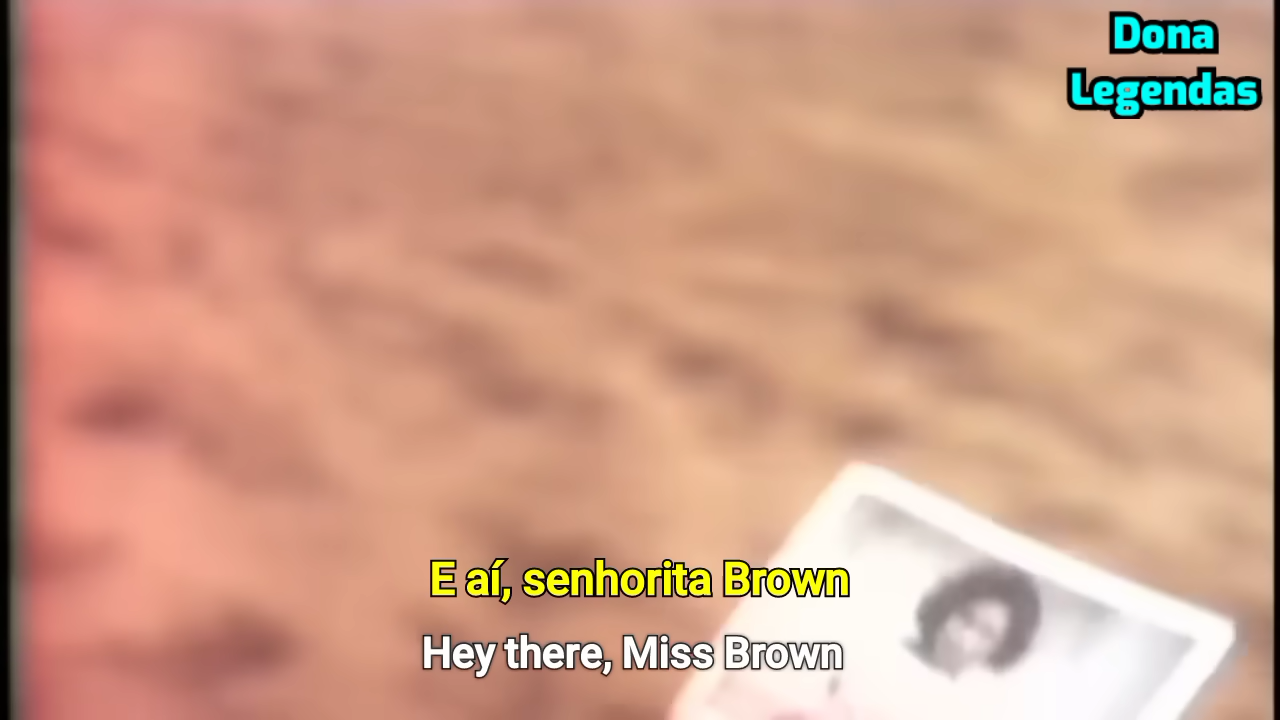 Dona
Legendas
E aí, senhorita Brown
Hey there, Miss Brown